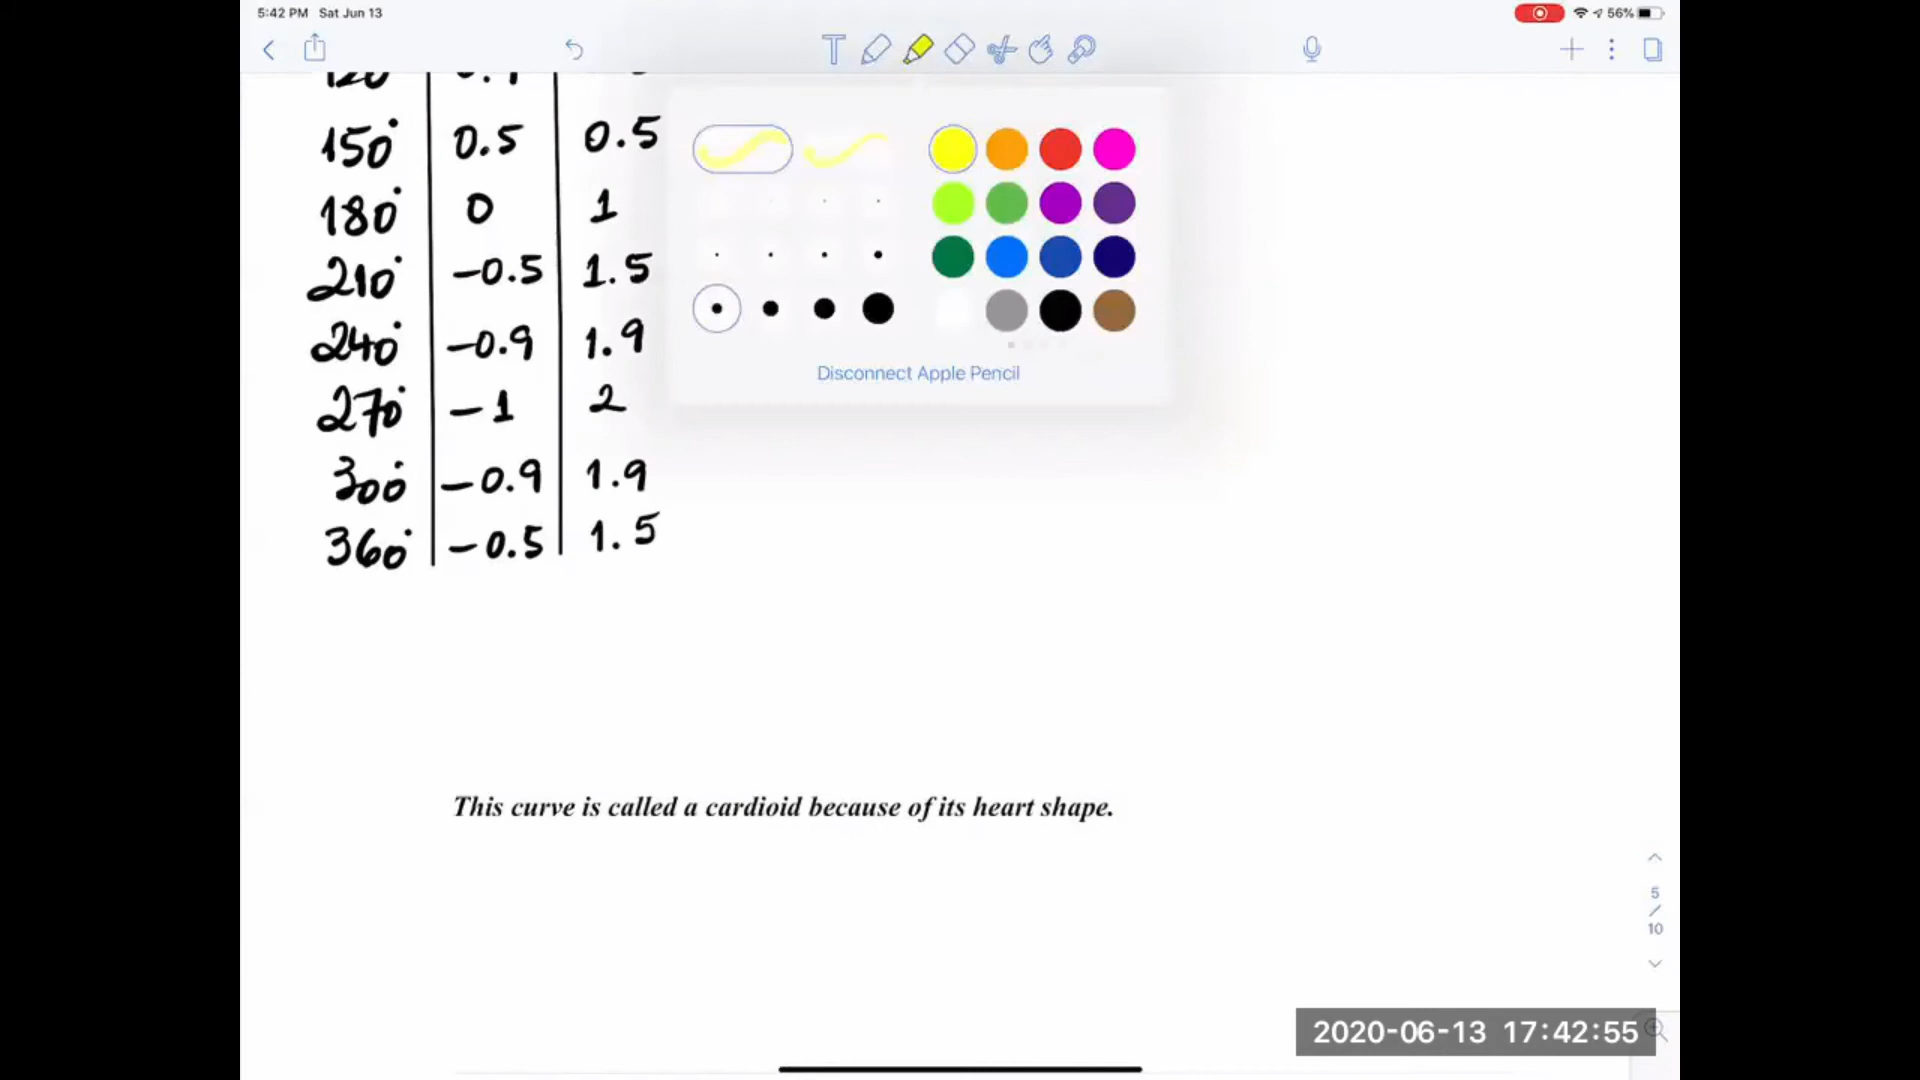 5:42 PM Sat Jun 13
56%
T
150° 0.5 0.5
180° 0 1
210° -0.5 1.5
240° -0.9 1.9
270° -1 2
300° -0.9 1.9
360° -0.5 1.5
Disconnect Apple Pencil
This curve is called a cardioid because of its heart shape.
5
/
10
2020-06-13 17:42:55